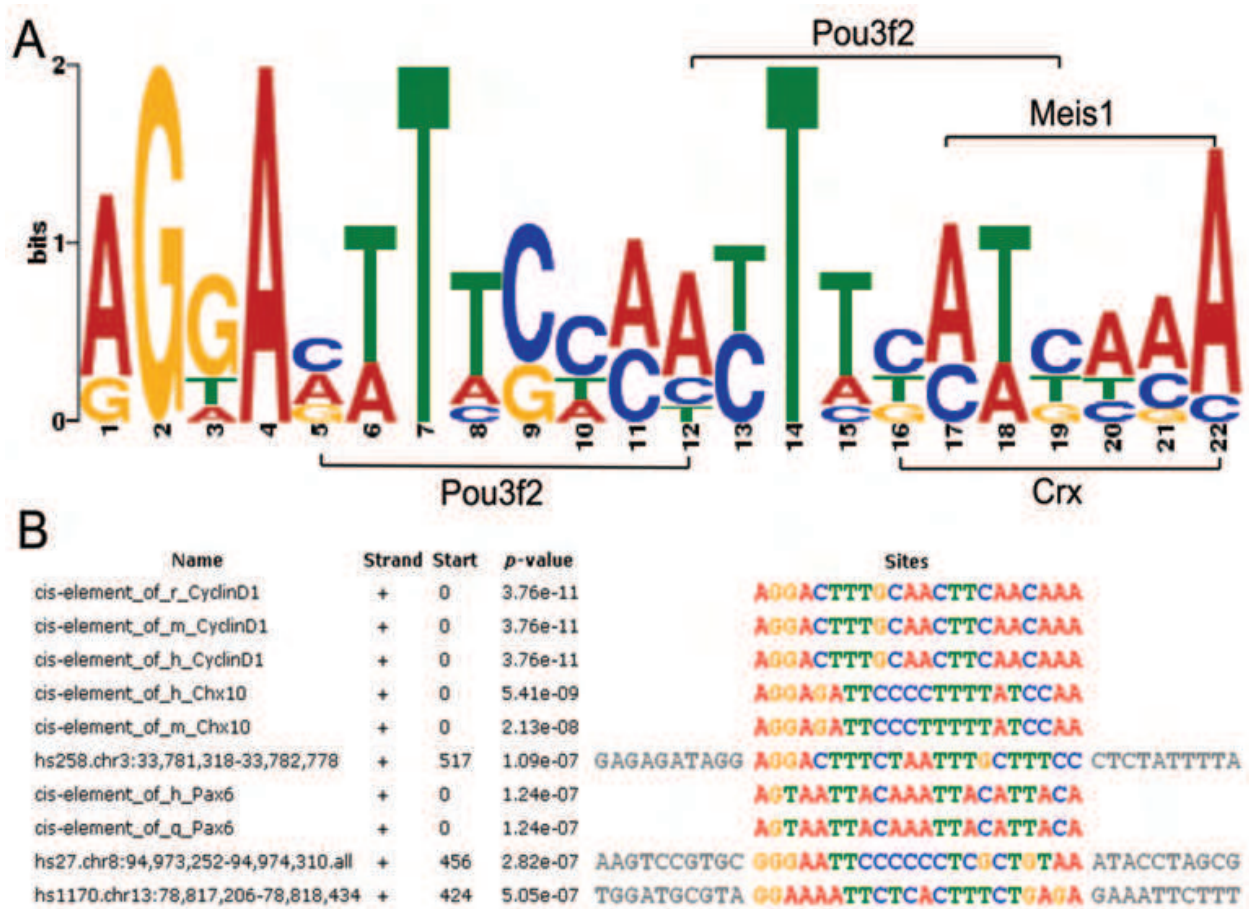 A
Pou3f2
Meis1
2
1
0
bits
AGGACTTTCCAATTTCATCAAA
1 2 3 4 5 6 7 8 9 10 11 12 13 14 15 16 17 18 19 20 21 22
Pou3f2
Crx
B
Name Strand Start p-value Sites
cis-element_of_r_CyclinD1 + 0 3.76e-11 AGGACTTTGCAACTTCAACAAA
cis-element_of_m_CyclinD1 + 0 3.76e-11 AGGACTTTGCAACTTCAACAAA
cis-element_of_h_CyclinD1 + 0 3.76e-11 AGGACTTTGCAACTTCAACAAA
cis-element_of_h_Chx10 + 0 5.41e-09 AGGAGATTCCCCTTTTATCCAA
cis-element_of_m_Chx10 + 0 2.13e-08 AGGAGATTCCCTTTTTATCCAA
hs258.chr3:33,781,318-33,782,778 + 517 1.09e-07 GAGAGATAGG AGGACTTTCTAATTTGCTTTCC CTCTATTTTA
cis-element_of_h_Pax6 + 0 1.24e-07 AGTAATTACAAATTACATTACA
cis-element_of_q_Pax6 + 0 1.24e-07 AGTAATTACAAATTACATTACA
hs27.chr8:94,973,252-94,974,310.all + 456 2.82e-07 AAGTCCGTGC GGGAATTCCCCCCTCGCTGTAA ATACCTAGCG
hs1170.chr13:78,817,206-78,818,434 + 424 5.05e-07 TGGATGCGTA GGAAAATTCTCACTTTCTGAGA GAAATTCTTT